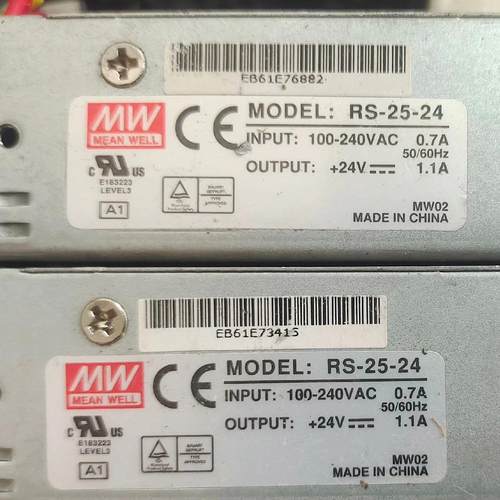 EB61E76882
MW
MEAN WELL
CE
MODEL: RS-25-24
INPUT: 100-240VAC 0.7A
50/60Hz
OUTPUT: +24V 1.1A
C US
E183223
LEVEL3
A1
MW02
MADE IN CHINA
EB61E73415
MW
MEAN WELL
CE
MODEL: RS-25-24
INPUT: 100-240VAC 0.7A
50/60Hz
OUTPUT: +24V 1.1A
C US
E183223
LEVEL3
A1
MW02
MADE IN CHINA